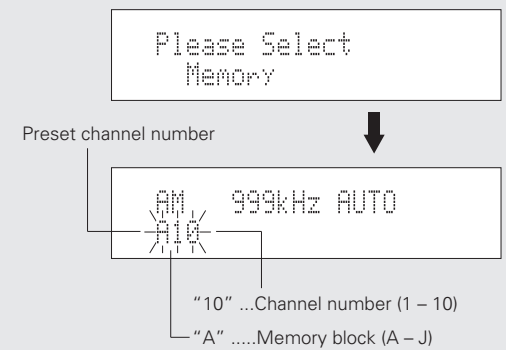 Please Select
Memory
Preset channel number
AM 999kHz AUTO
A10
“10” ...Channel number (1 – 10)
“A” .....Memory block (A – J)